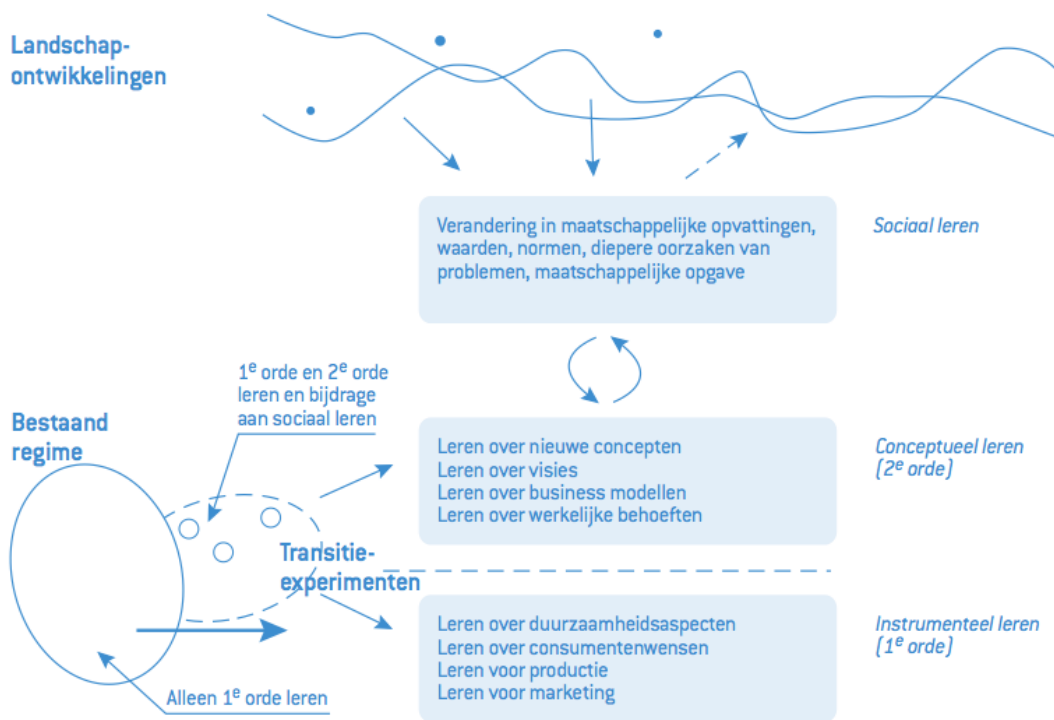 Landschap-
ontwikkelingen
Verandering in maatschappelijke opvattingen,
waarden, normen, diepere oorzaken van
problemen, maatschappelijke opgave
Sociaal leren
1e orde en 2e orde
leren en bijdrage
aan sociaal leren
Bestaand
regime
Leren over nieuwe concepten
Leren over visies
Leren over business modellen
Leren over werkelijke behoeften
Conceptueel leren
(2e orde)
Transitie-
experimenten
Leren over duurzaamheidsaspecten
Leren over consumentenwensen
Leren voor productie
Leren voor marketing
Instrumenteel leren
(1e orde)
Alleen 1e orde leren